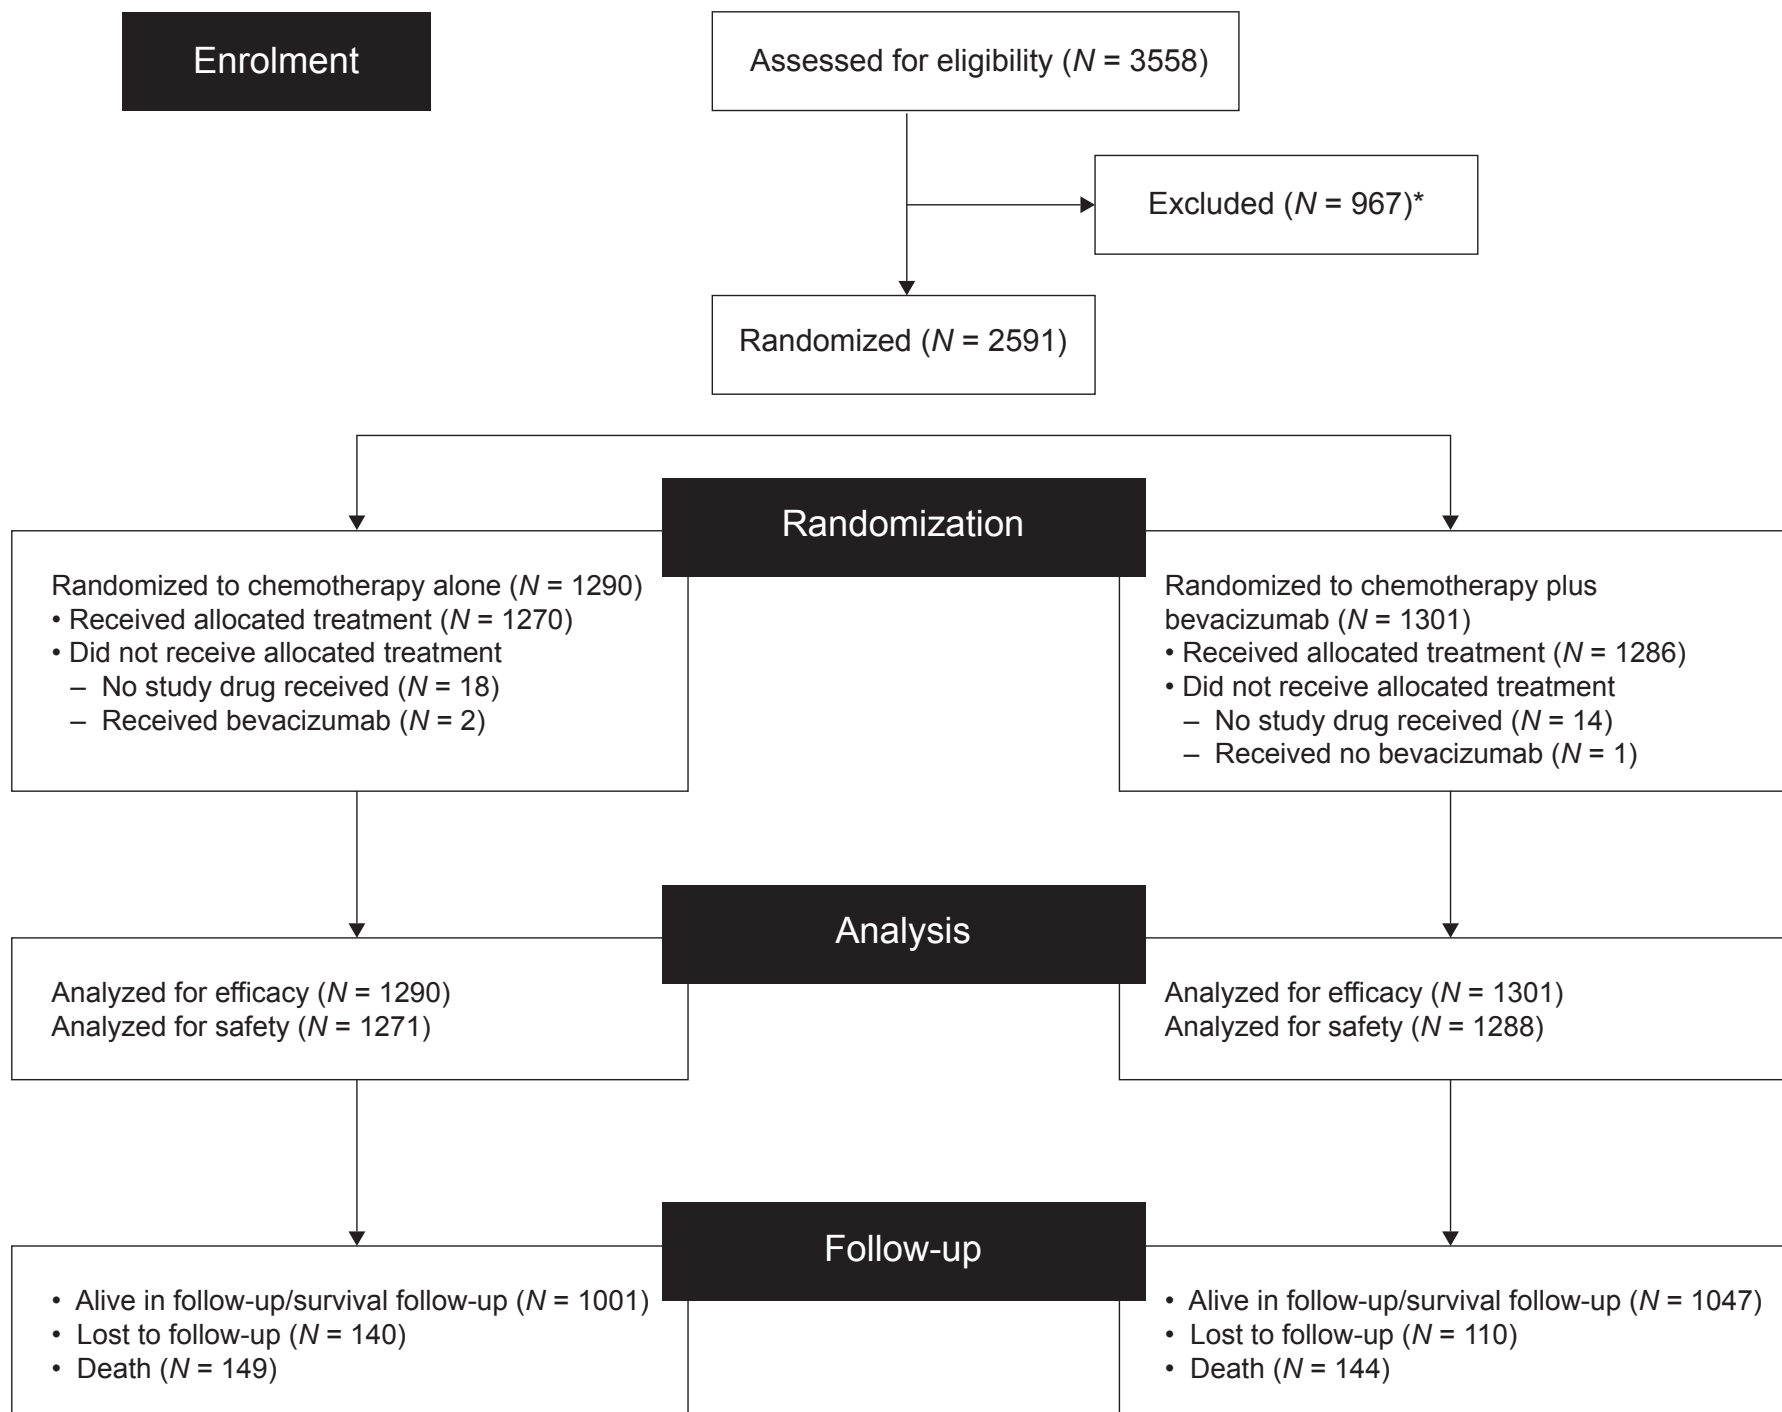 Enrolment
Assessed for eligibility (N = 3558)
Excluded (N = 967)*
Randomized (N = 2591)
Randomization
Randomized to chemotherapy alone (N = 1290)
• Received allocated treatment (N = 1270)
• Did not receive allocated treatment
– No study drug received (N = 18)
– Received bevacizumab (N = 2)
Randomized to chemotherapy plus
bevacizumab (N = 1301)
• Received allocated treatment (N = 1286)
• Did not receive allocated treatment
– No study drug received (N = 14)
– Received no bevacizumab (N = 1)
Analysis
Analyzed for efficacy (N = 1290)
Analyzed for safety (N = 1271)
Analyzed for efficacy (N = 1301)
Analyzed for safety (N = 1288)
Follow-up
• Alive in follow-up/survival follow-up (N = 1001)
• Lost to follow-up (N = 140)
• Death (N = 149)
• Alive in follow-up/survival follow-up (N = 1047)
• Lost to follow-up (N = 110)
• Death (N = 144)